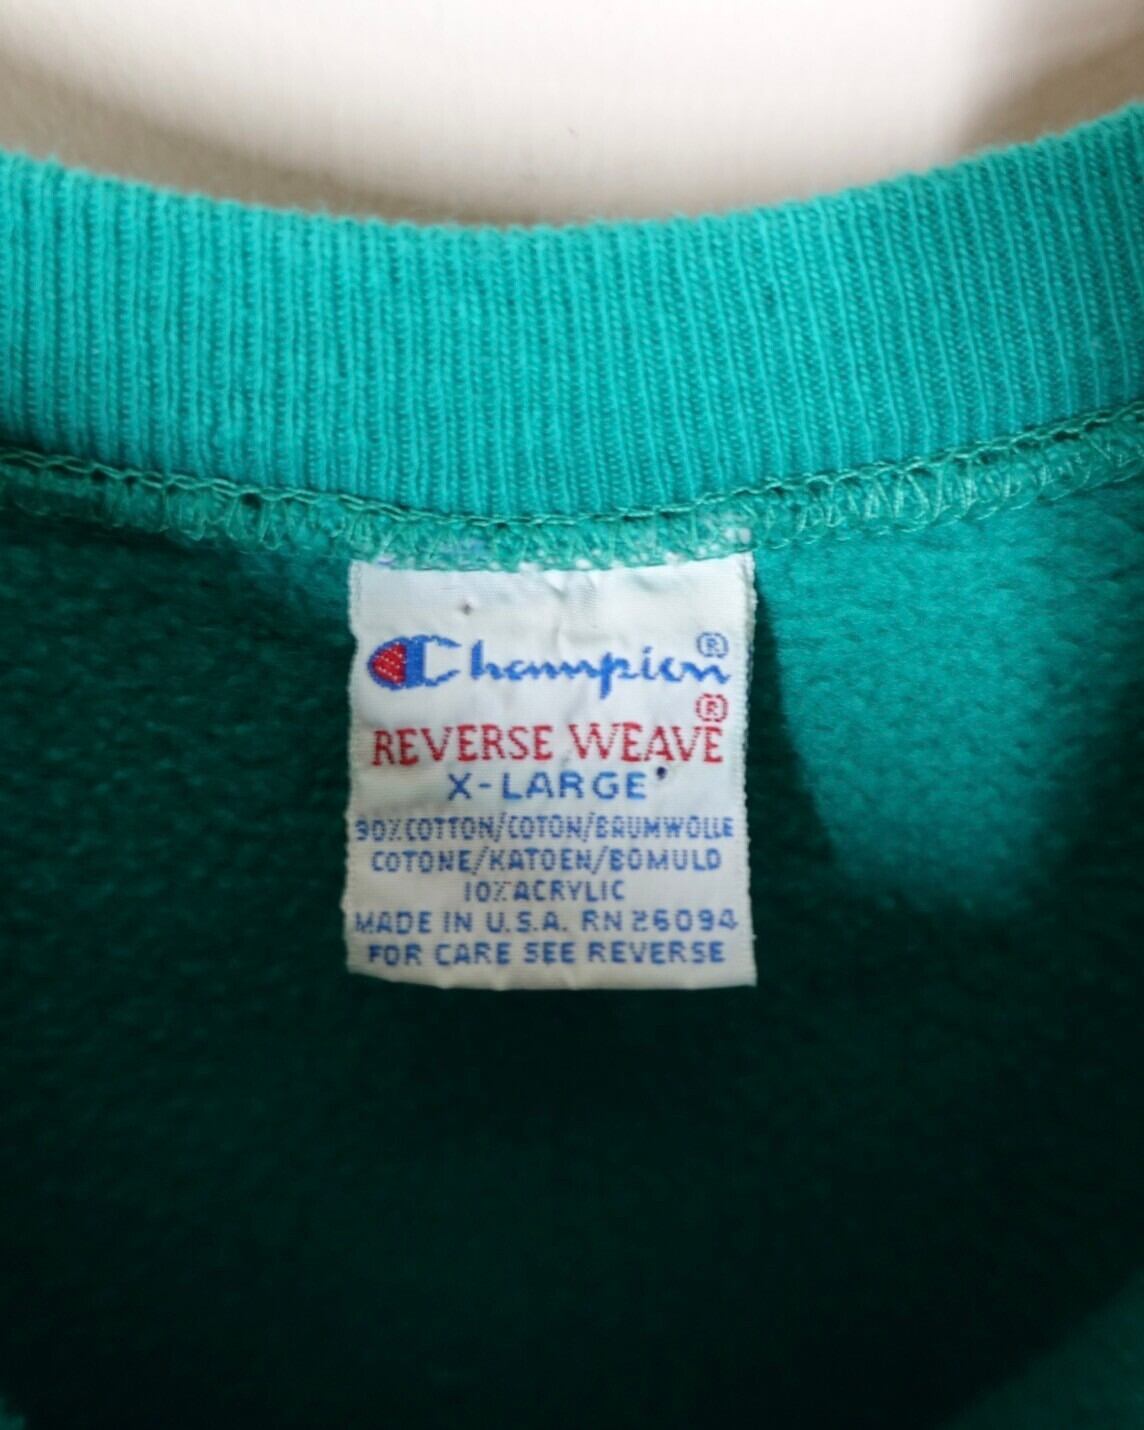 Champion®
REVERSE WEAVE®
X-LARGE
90% COTTON/COTON/BAUMWOLLE
COTONE/KATOEN/BOMULD
10% ACRYLIC
MADE IN U.S.A. RN 26094
FOR CARE SEE REVERSE